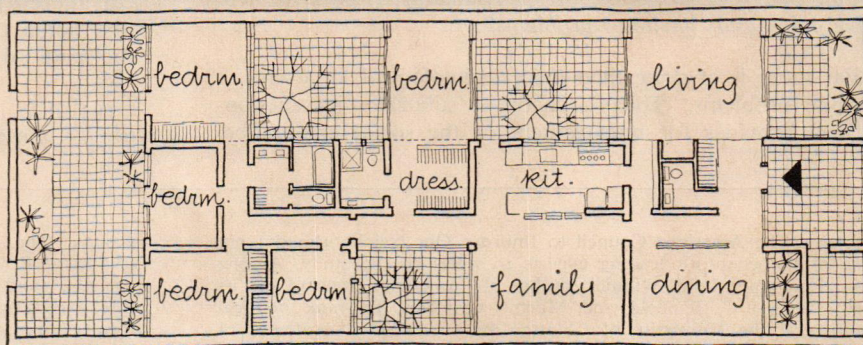 bedrm. bedrm. living
bedrm. dress. kit.
bedrm. bedrm family dining